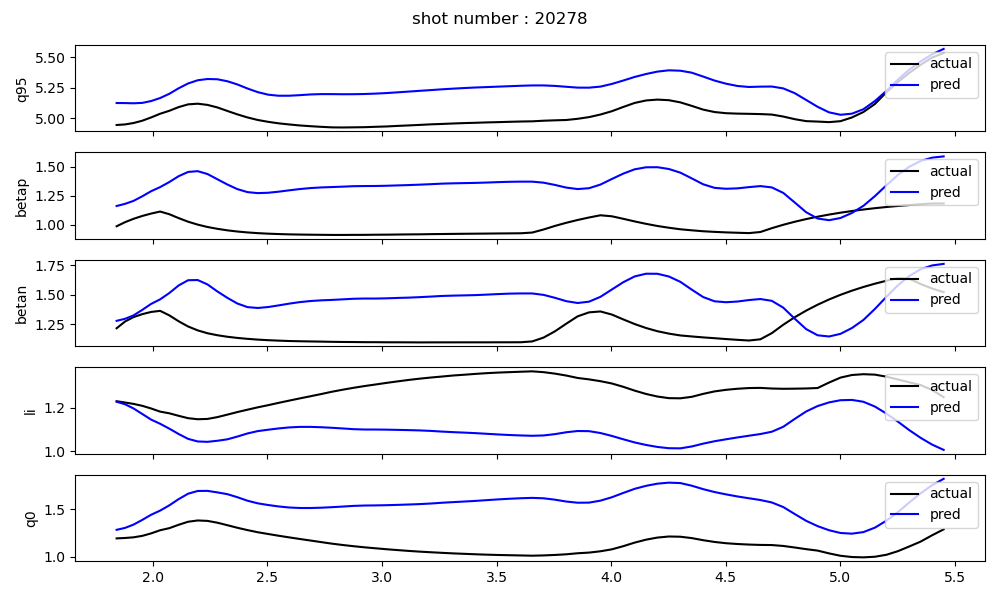 shot number : 20278
5.50
5.25
5.00
q95
actual
pred
1.50
1.25
1.00
betap
actual
pred
1.75
1.50
1.25
betan
actual
pred
1.2
1.0
li
actual
pred
1.5
1.0
q0
actual
pred
2.0 2.5 3.0 3.5 4.0 4.5 5.0 5.5